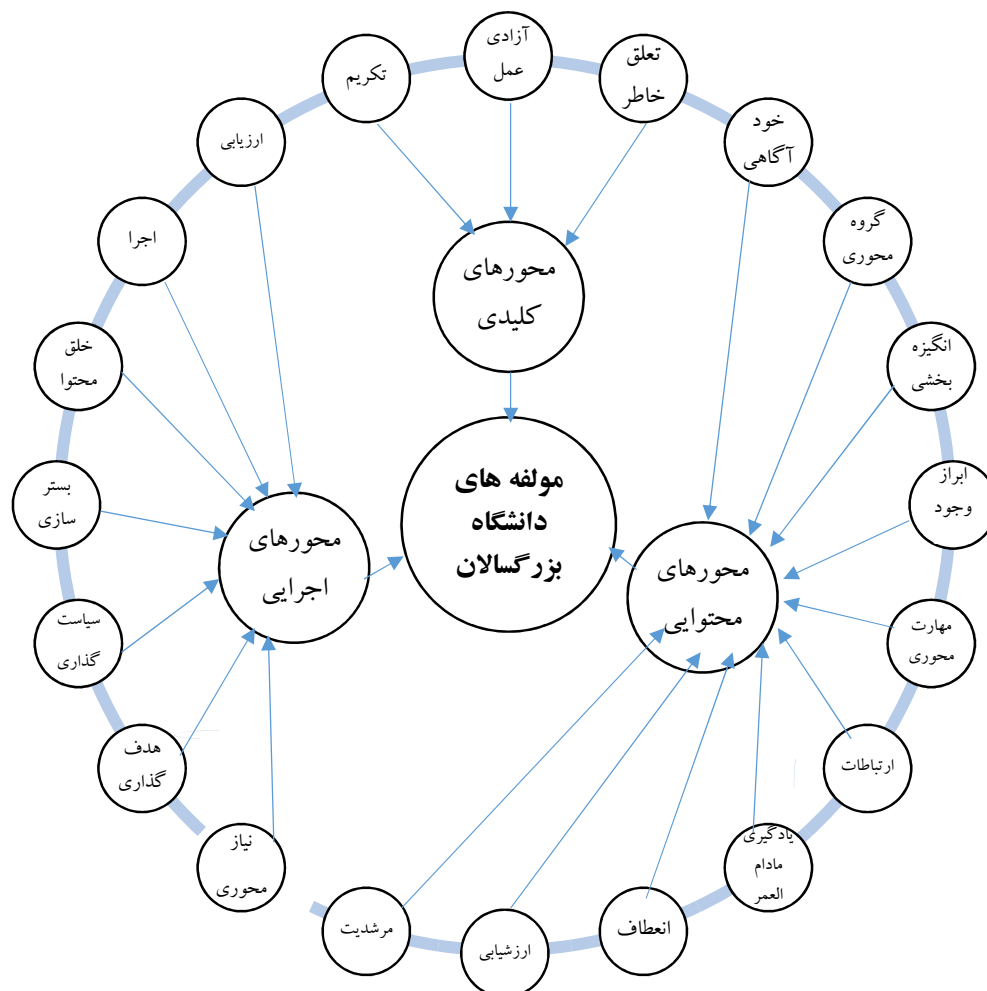 آزادی
عمل
تعلق
خاطر
خود
آگاهی
گروه
محوری
انگیزه
بخشی
ابراز
وجود
مهارت
محوری
ارتباطات
یادگیری
مادام
العمر
انعطاف
ارزشیابی
مرشدیت
نیاز
محوری
هدف
گذاری
سیاست
گذاری
بستر
سازی
خلق
محتوا
اجرا
ارزیابی
تکریم
محورهای
کلیدی
محورهای
محتوایی
محورهای
اجرایی
مولفه های
دانشگاه
بزرگسالان